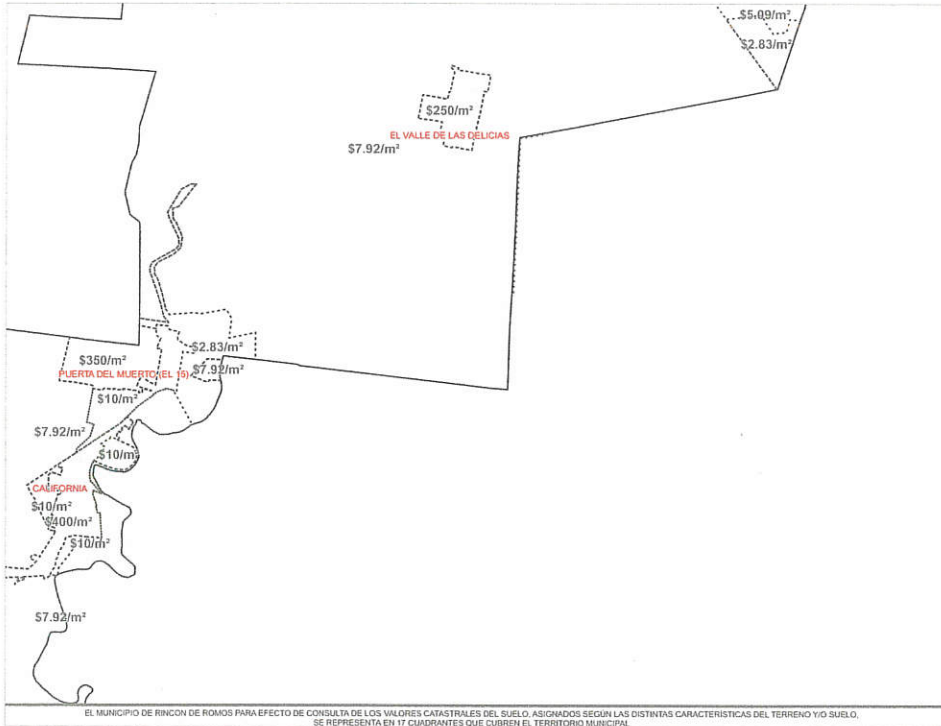 $5.09/m²
$2.83/m²
$250/m²
EL VALLE DE LAS DELICIAS
$7.92/m²
$2.83/m²
$350/m²
$7.92/m²
PUERTA DEL MUERTO (EL 15)
$10/m²
$7.92/m²
$10/m
CALIFORNIA
$10/m²
$400/m²
$10/m²
$7.92/m²
EL MUNICIPIO DE RINCON DE ROMOS PARA EFECTO DE CONSULTA DE LOS VALORES CATASTRALES DEL SUELO, ASIGNADOS SEGÚN LAS DISTINTAS CARACTERÍSTICAS DEL TERRENO Y/O SUELO,
SE REPRESENTA EN 17 CUADRANTES QUE CUBREN EL TERRITORIO MUNICIPAL